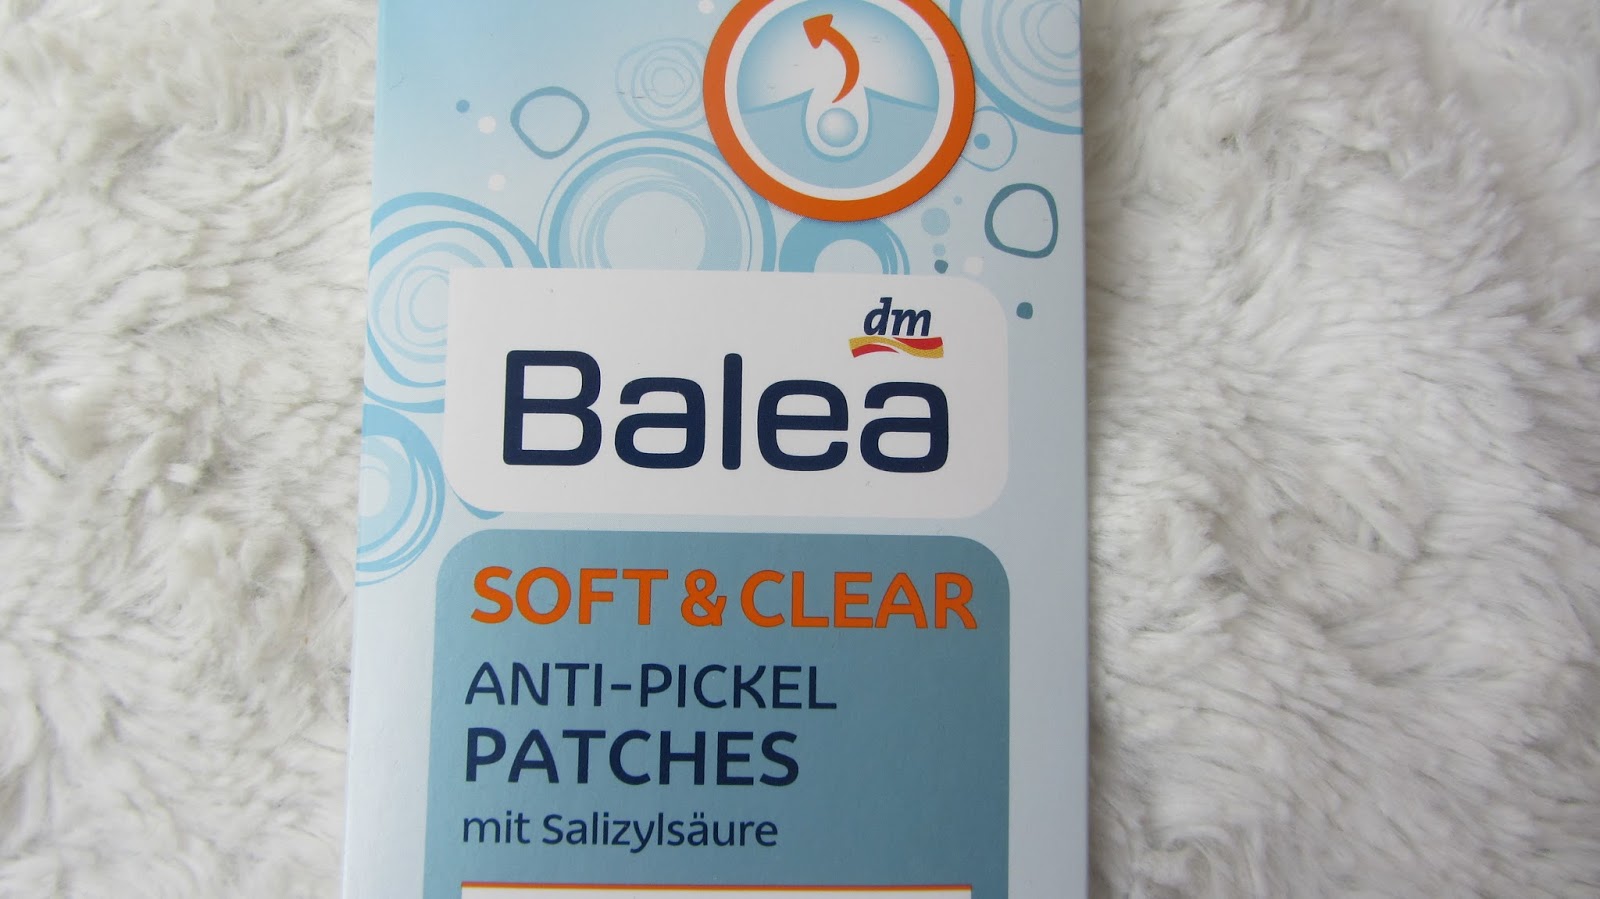 dm
Balea
SOFT & CLEAR
ANTI-PICKEL
PATCHES
mit Salizylsäure